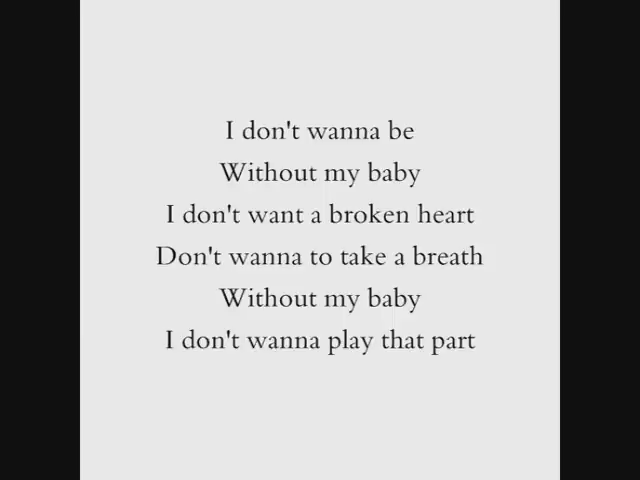 I don't wanna be
Without my baby
I don't want a broken heart
Don't wanna to take a breath
Without my baby
I don't wanna play that part